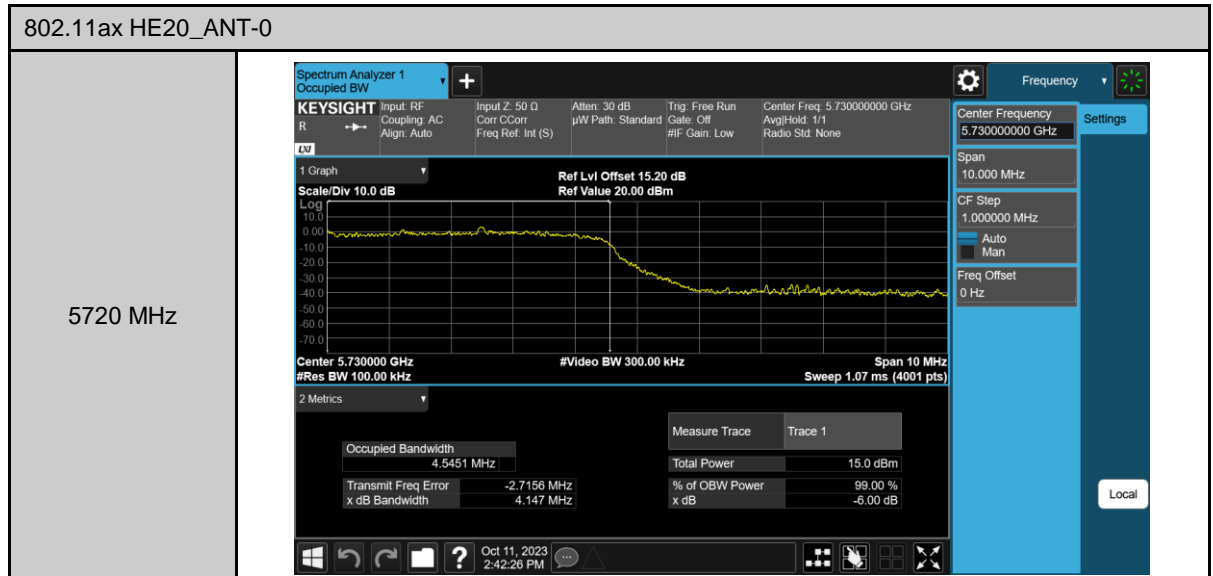 802.11ax HE20_ANT-0
5720 MHz
Spectrum Analyzer 1
Occupied BW
+
Frequency
KEYSIGHT
R
LXI
Input: RF
Coupling: AC
Align: Auto
Input Z: 50 Ω
Corr CCorr
Freq Ref: Int (S)
Atten: 30 dB
µW Path: Standard
Trig: Free Run
Gate: Off
#IF Gain: Low
Center Freq: 5.730000000 GHz
Avg|Hold: 1/1
Radio Std: None
Center Frequency
5.730000000 GHz
Settings
Span
10.000 MHz
CF Step
1.000000 MHz
Auto
Man
Freq Offset
0 Hz
Local
1 Graph
Scale/Div 10.0 dB
Ref Lvl Offset 15.20 dB
Ref Value 20.00 dBm
Log
10.0
0.00
-10.0
-20.0
-30.0
-40.0
-50.0
-60.0
-70.0
Center 5.730000 GHz
#Video BW 300.00 kHz
Span 10 MHz
#Res BW 100.00 kHz
Sweep 1.07 ms (4001 pts)
2 Metrics
Measure Trace Trace 1
Occupied Bandwidth
4.5451 MHz
Total Power 15.0 dBm
Transmit Freq Error -2.7156 MHz
% of OBW Power 99.00 %
x dB Bandwidth 4.147 MHz
x dB -6.00 dB
?
Oct 11, 2023
2:42:26 PM